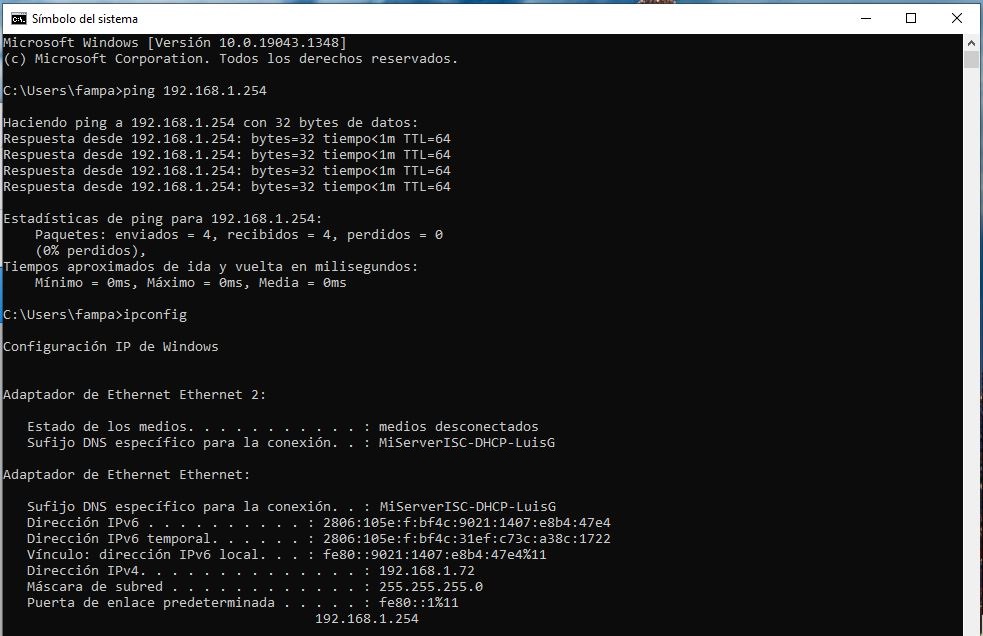 Símbolo del sistema
Microsoft Windows [Versión 10.0.19043.1348]
(c) Microsoft Corporation. Todos los derechos reservados.
C:\Users\fampa>ping 192.168.1.254
Haciendo ping a 192.168.1.254 con 32 bytes de datos:
Respuesta desde 192.168.1.254: bytes=32 tiempo<1m TTL=64
Respuesta desde 192.168.1.254: bytes=32 tiempo<1m TTL=64
Respuesta desde 192.168.1.254: bytes=32 tiempo<1m TTL=64
Respuesta desde 192.168.1.254: bytes=32 tiempo<1m TTL=64
Estadísticas de ping para 192.168.1.254:
    Paquetes: enviados = 4, recibidos = 4, perdidos = 0
    (0% perdidos),
Tiempos aproximados de ida y vuelta en milisegundos:
    Mínimo = 0ms, Máximo = 0ms, Media = 0ms
C:\Users\fampa>ipconfig
Configuración IP de Windows
Adaptador de Ethernet Ethernet 2:
   Estado de los medios. . . . . . . . . . . : medios desconectados
   Sufijo DNS específico para la conexión. . : MiServerISC-DHCP-LuisG
Adaptador de Ethernet Ethernet:
   Sufijo DNS específico para la conexión. . : MiServerISC-DHCP-LuisG
   Dirección IPv6 . . . . . . . . . . : 2806:105e:f:bf4c:9021:1407:e8b4:47e4
   Dirección IPv6 temporal. . . . . . : 2806:105e:f:bf4c:31ef:c73c:a38c:1722
   Vínculo: dirección IPv6 local. . . : fe80::9021:1407:e8b4:47e4%11
   Dirección IPv4. . . . . . . . . . . . . . : 192.168.1.72
   Máscara de subred . . . . . . . . . . . . : 255.255.255.0
   Puerta de enlace predeterminada . . . . . : fe80::1%11
                                       192.168.1.254